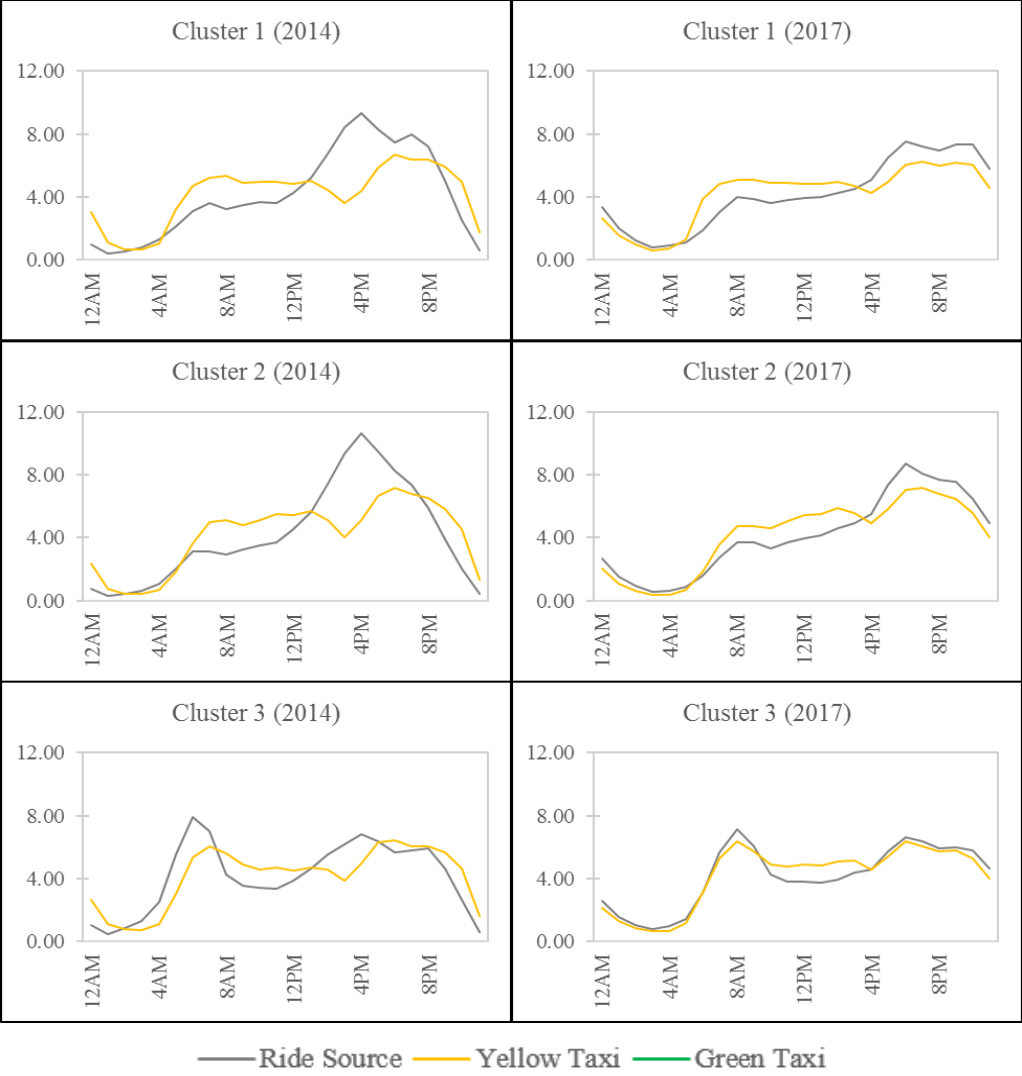 Cluster 1 (2014)
12.00
8.00
4.00
0.00
12AM
4AM
8AM
12PM
4PM
8PM
Cluster 1 (2017)
12.00
8.00
4.00
0.00
12AM
4AM
8AM
12PM
4PM
8PM
Cluster 2 (2014)
12.00
8.00
4.00
0.00
12AM
4AM
8AM
12PM
4PM
8PM
Cluster 2 (2017)
12.00
8.00
4.00
0.00
12AM
4AM
8AM
12PM
4PM
8PM
Cluster 3 (2014)
12.00
8.00
4.00
0.00
12AM
4AM
8AM
12PM
4PM
8PM
Cluster 3 (2017)
12.00
8.00
4.00
0.00
12AM
4AM
8AM
12PM
4PM
8PM
Ride Source Yellow Taxi Green Taxi